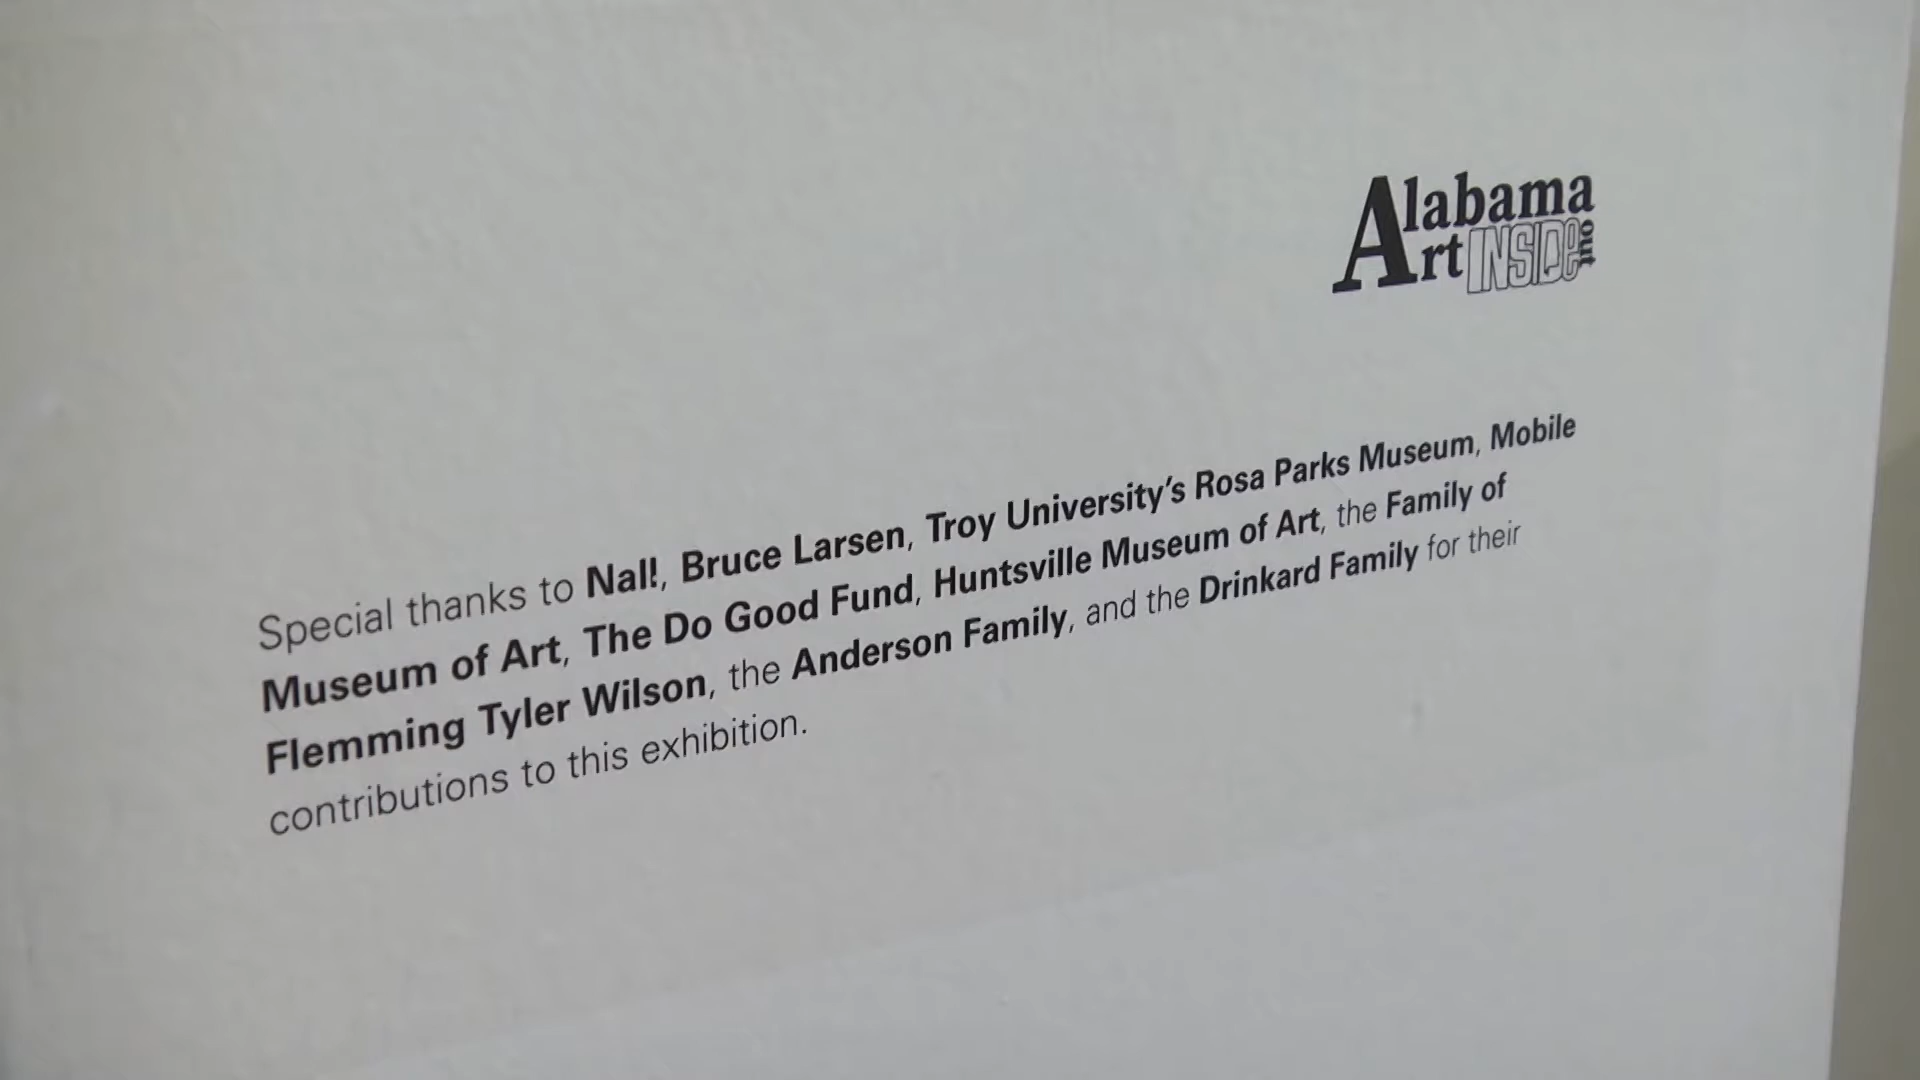 Alabama
Art INSIDe out
Special thanks to Nall, Bruce Larsen, Troy University's Rosa Parks Museum, Mobile
Museum of Art, The Do Good Fund, Huntsville Museum of Art, the Family of
Flemming Tyler Wilson, the Anderson Family, and the Drinkard Family for their
contributions to this exhibition.